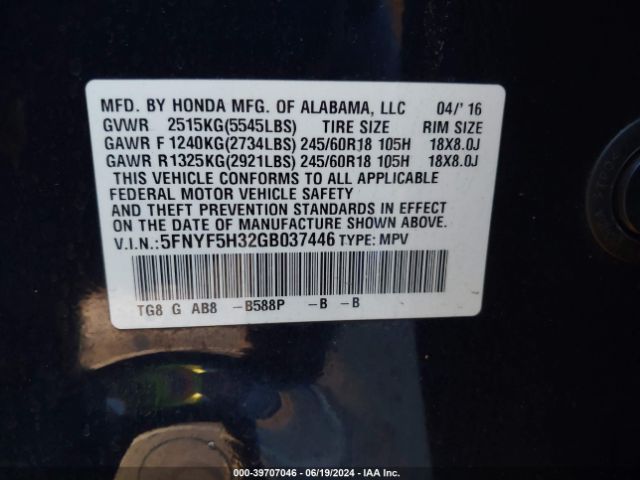 MFD. BY HONDA MFG. OF ALABAMA, LLC 04/' 16
GVWR 2515KG(5545LBS) TIRE SIZE RIM SIZE
GAWR F 1240KG(2734LBS) 245/60R18 105H 18X8.0J
GAWR R1325KG(2921LBS) 245/60R18 105H 18X8.0J
THIS VEHICLE CONFORMS TO ALL APPLICABLE
FEDERAL MOTOR VEHICLE SAFETY
AND THEFT PREVENTION STANDARDS IN EFFECT
ON THE DATE OF MANUFACTURE SHOWN ABOVE.
V.I.N.:5FNYF5H32GB037446 TYPE: MPV
TG8 G AB8 -B588P -B -B
000-39707046 - 06/19/2024 - IAA Inc.